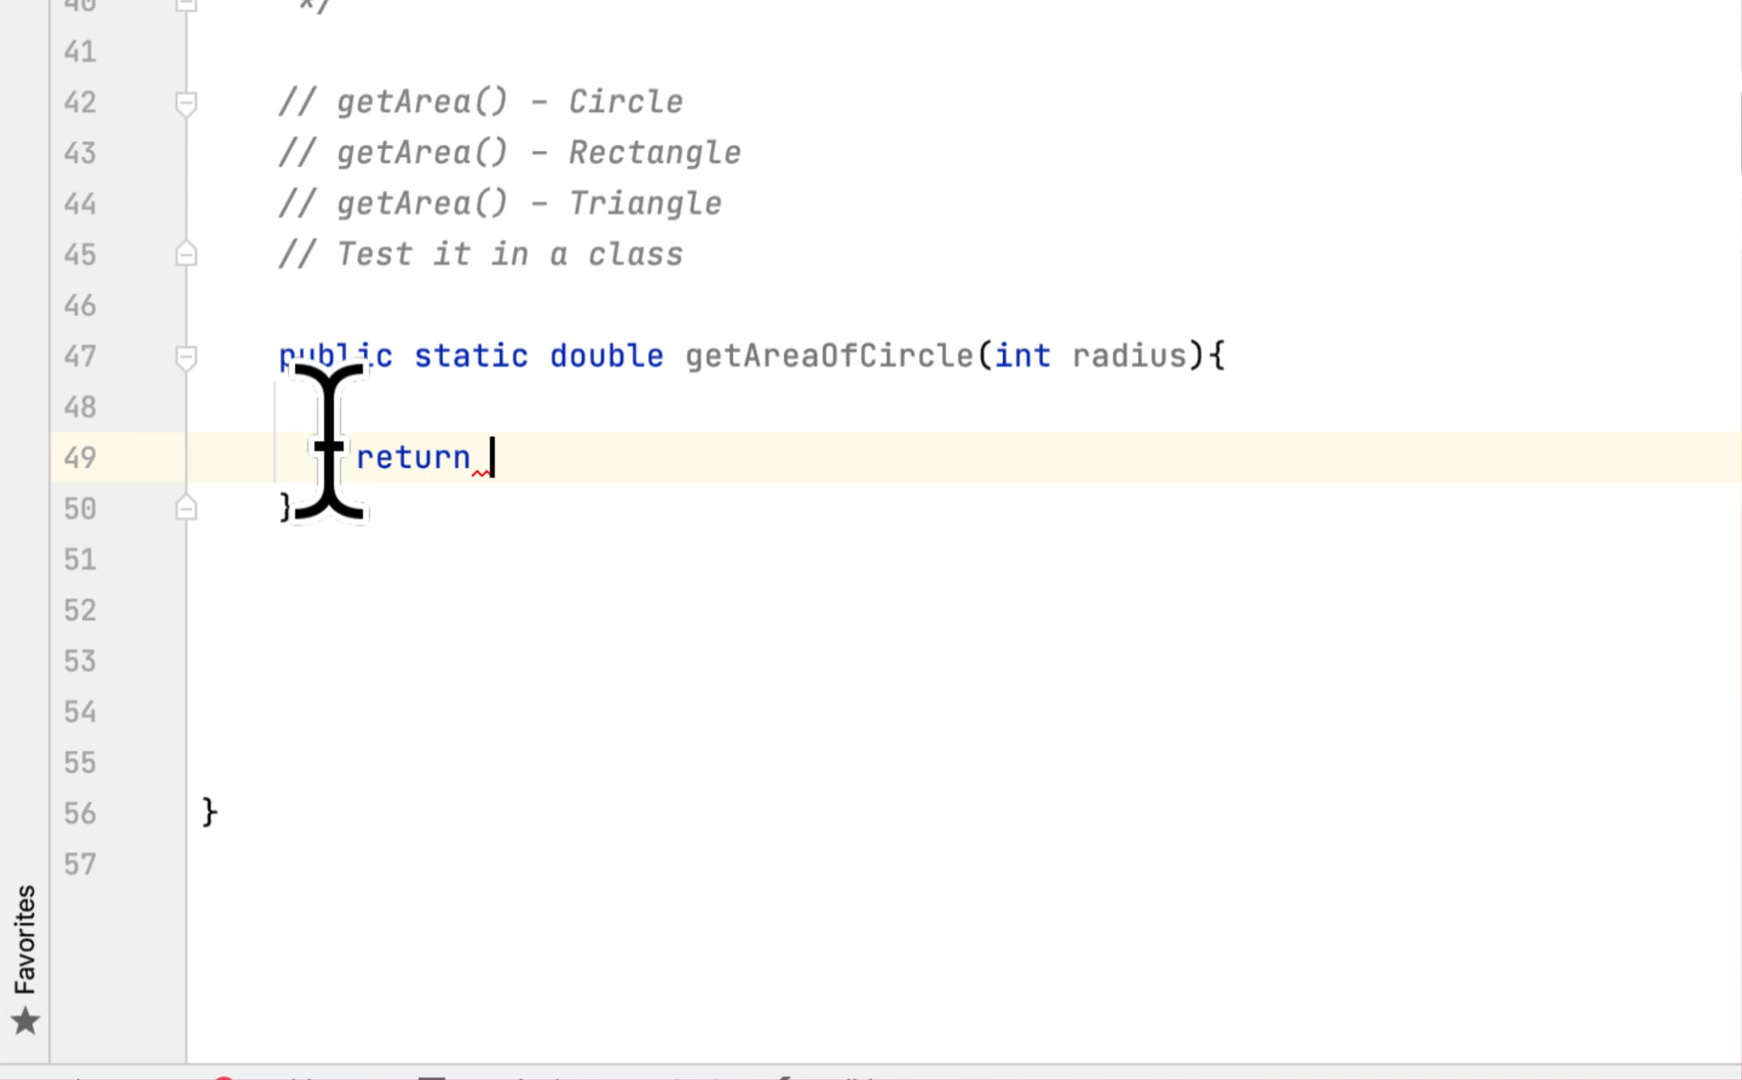 40 */
41
42 // getArea() - Circle
43 // getArea() - Rectangle
44 // getArea() - Triangle
45 // Test it in a class
46
47 public static double getAreaOfCircle(int radius){
48
49 return
50 }
51
52
53
54
55
56 }
57
Favorites